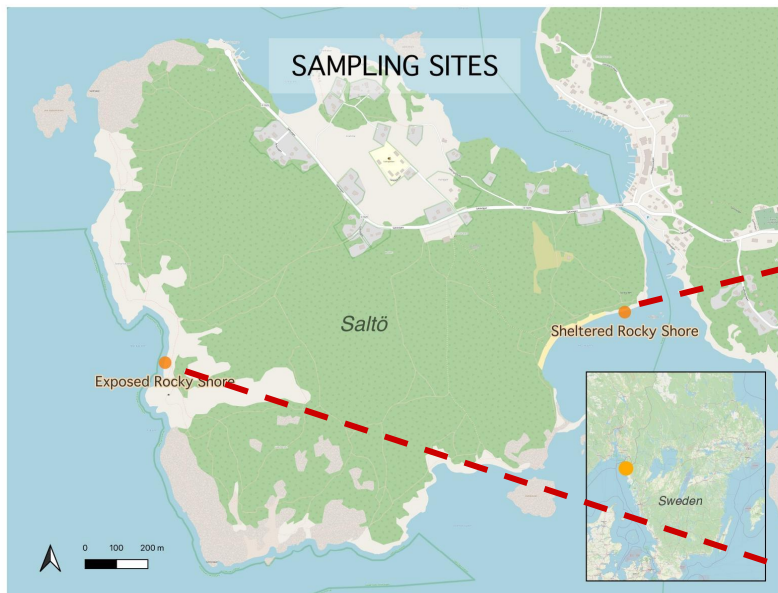 SAMPLING SITES
Saltö
Sheltered Rocky Shore
Exposed Rocky Shore
Sweden
0 100 200 m